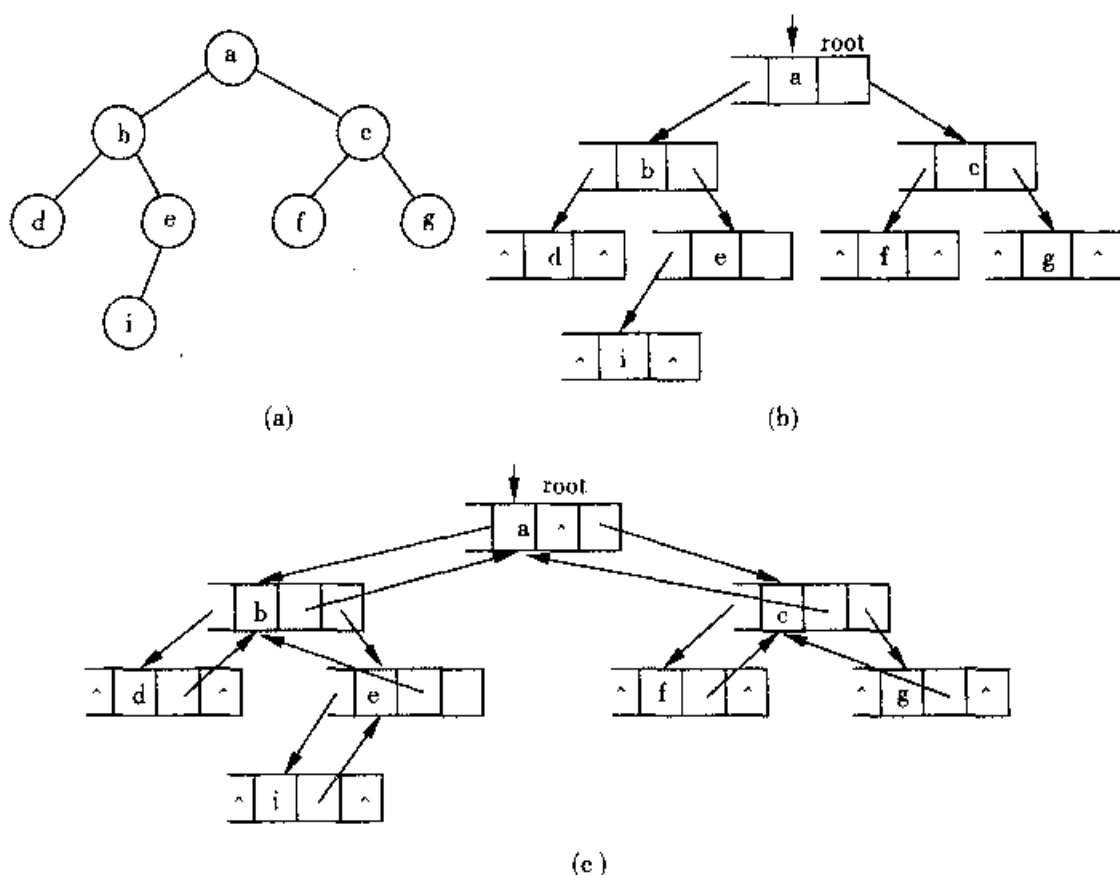 a
b c
d e f g
i
(a)
root
a
b c
^ d ^ e ^ f ^ ^ g ^
^ i ^
(b)
root
a ^
b c
^ d ^ e ^ f ^ ^ g ^
^ i ^
(c)